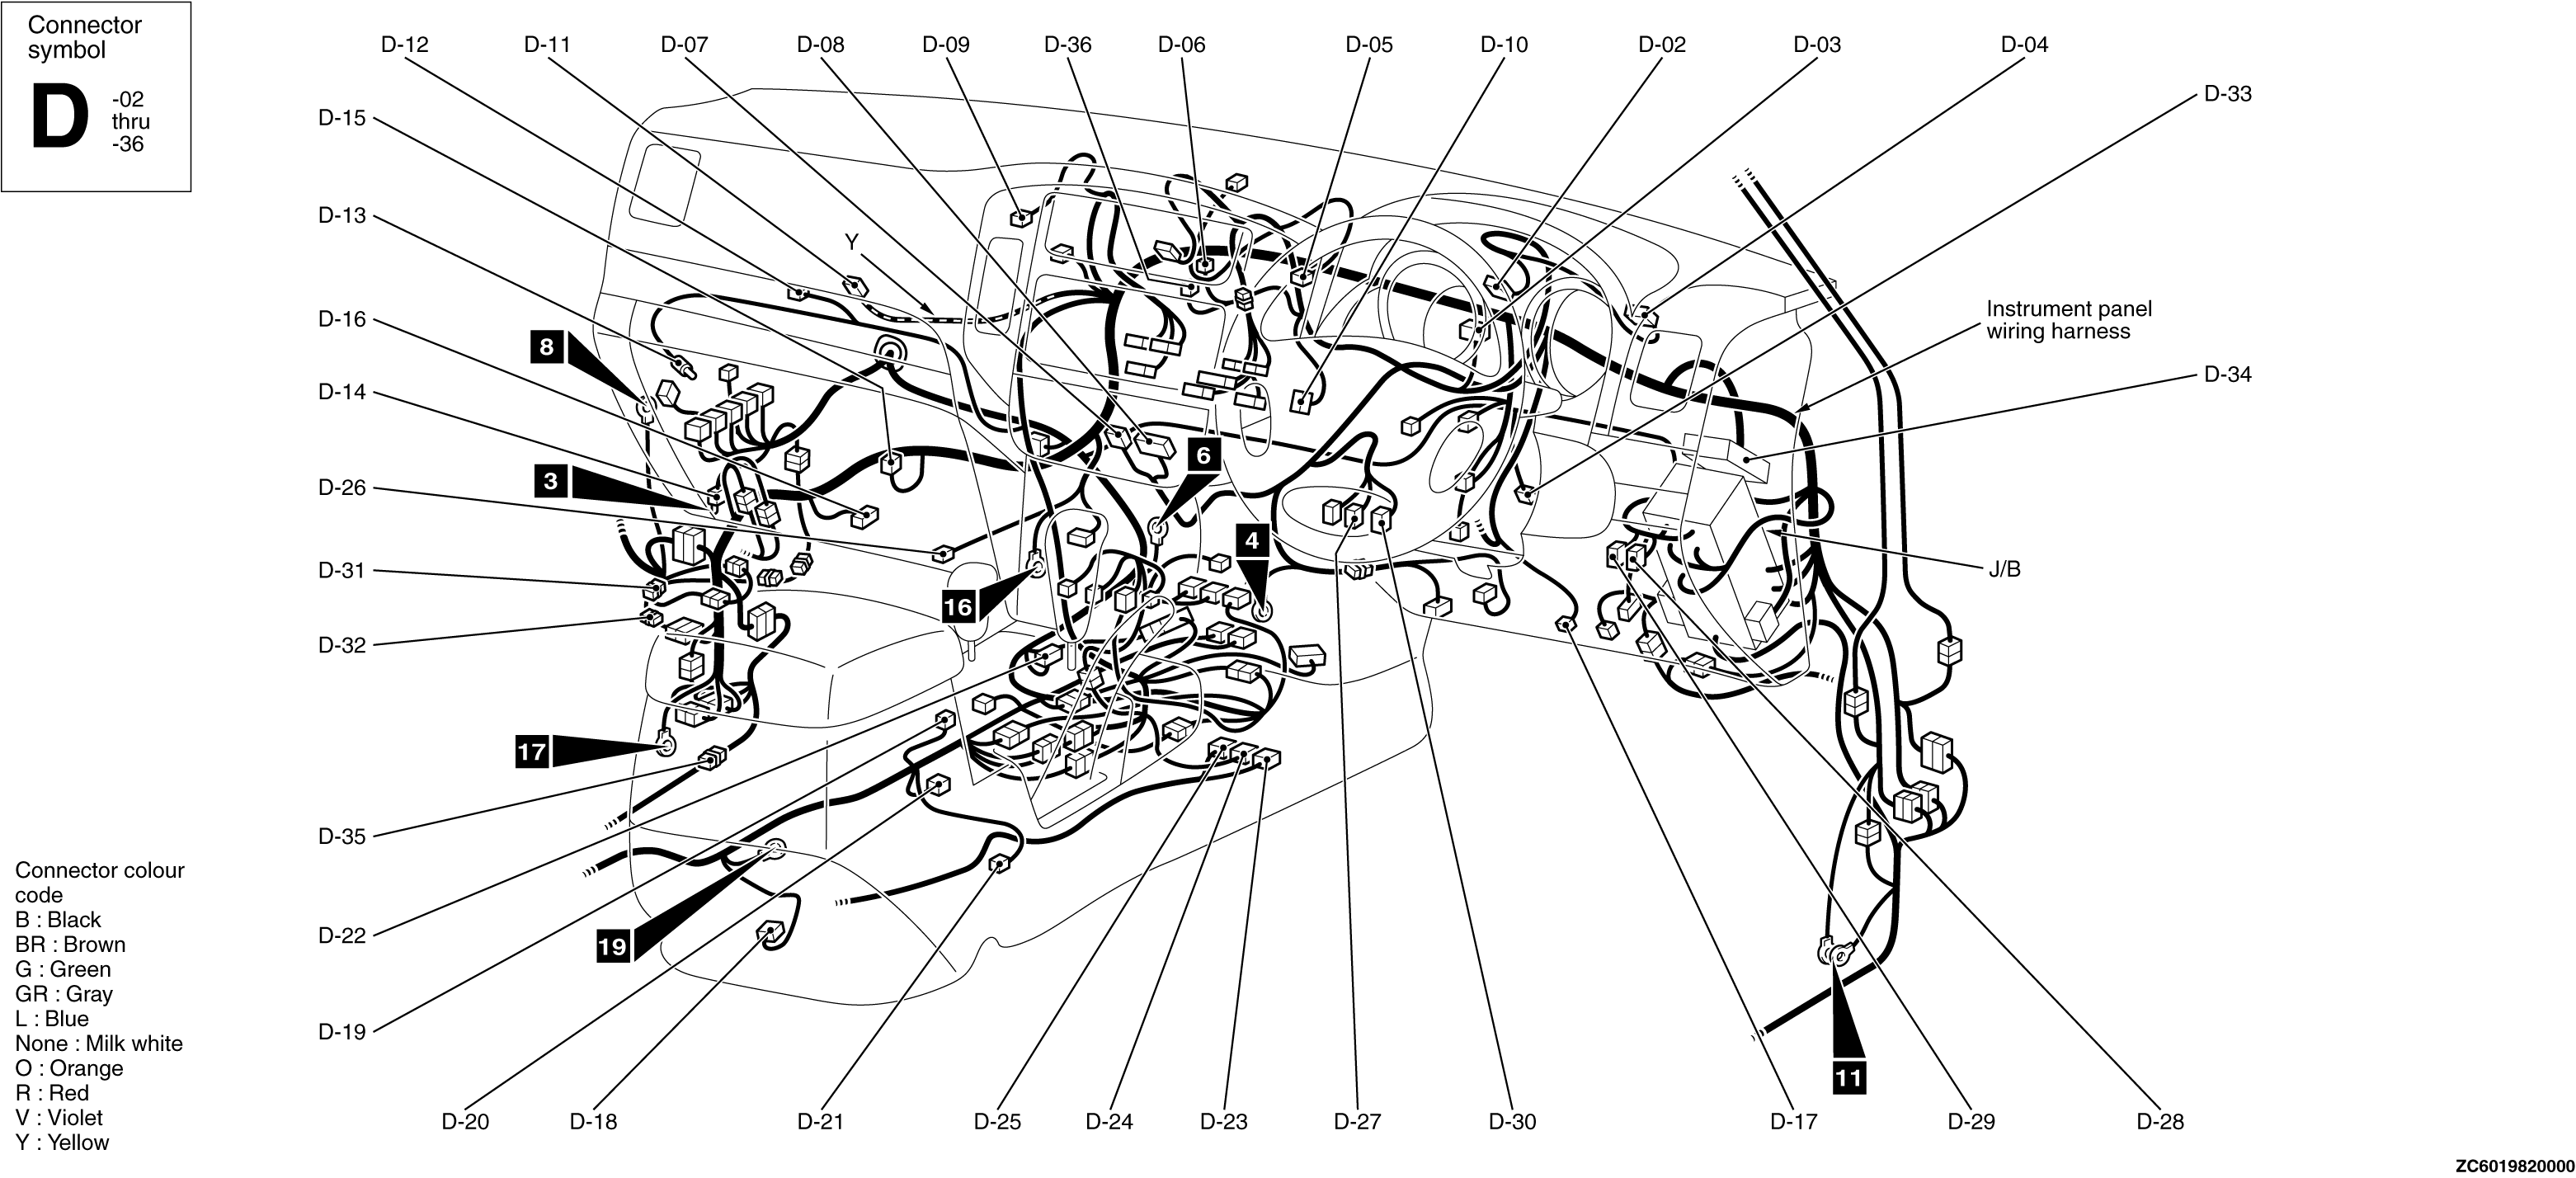 Connector
symbol
D
-02
thru
-36
D-12
D-11
D-07
D-08
D-09
D-36
D-06
D-05
D-10
D-02
D-03
D-04
D-33
D-15
D-13
D-16
D-14
D-26
D-31
D-32
D-35
D-22
D-19
Y
8
3
6
4
16
17
19
11
Instrument panel
wiring harness
D-34
J/B
D-20
D-18
D-21
D-25
D-24
D-23
D-27
D-30
D-17
D-29
D-28
Connector colour
code
B : Black
BR : Brown
G : Green
GR : Gray
L : Blue
None : Milk white
O : Orange
R : Red
V : Violet
Y : Yellow
ZC6019820000